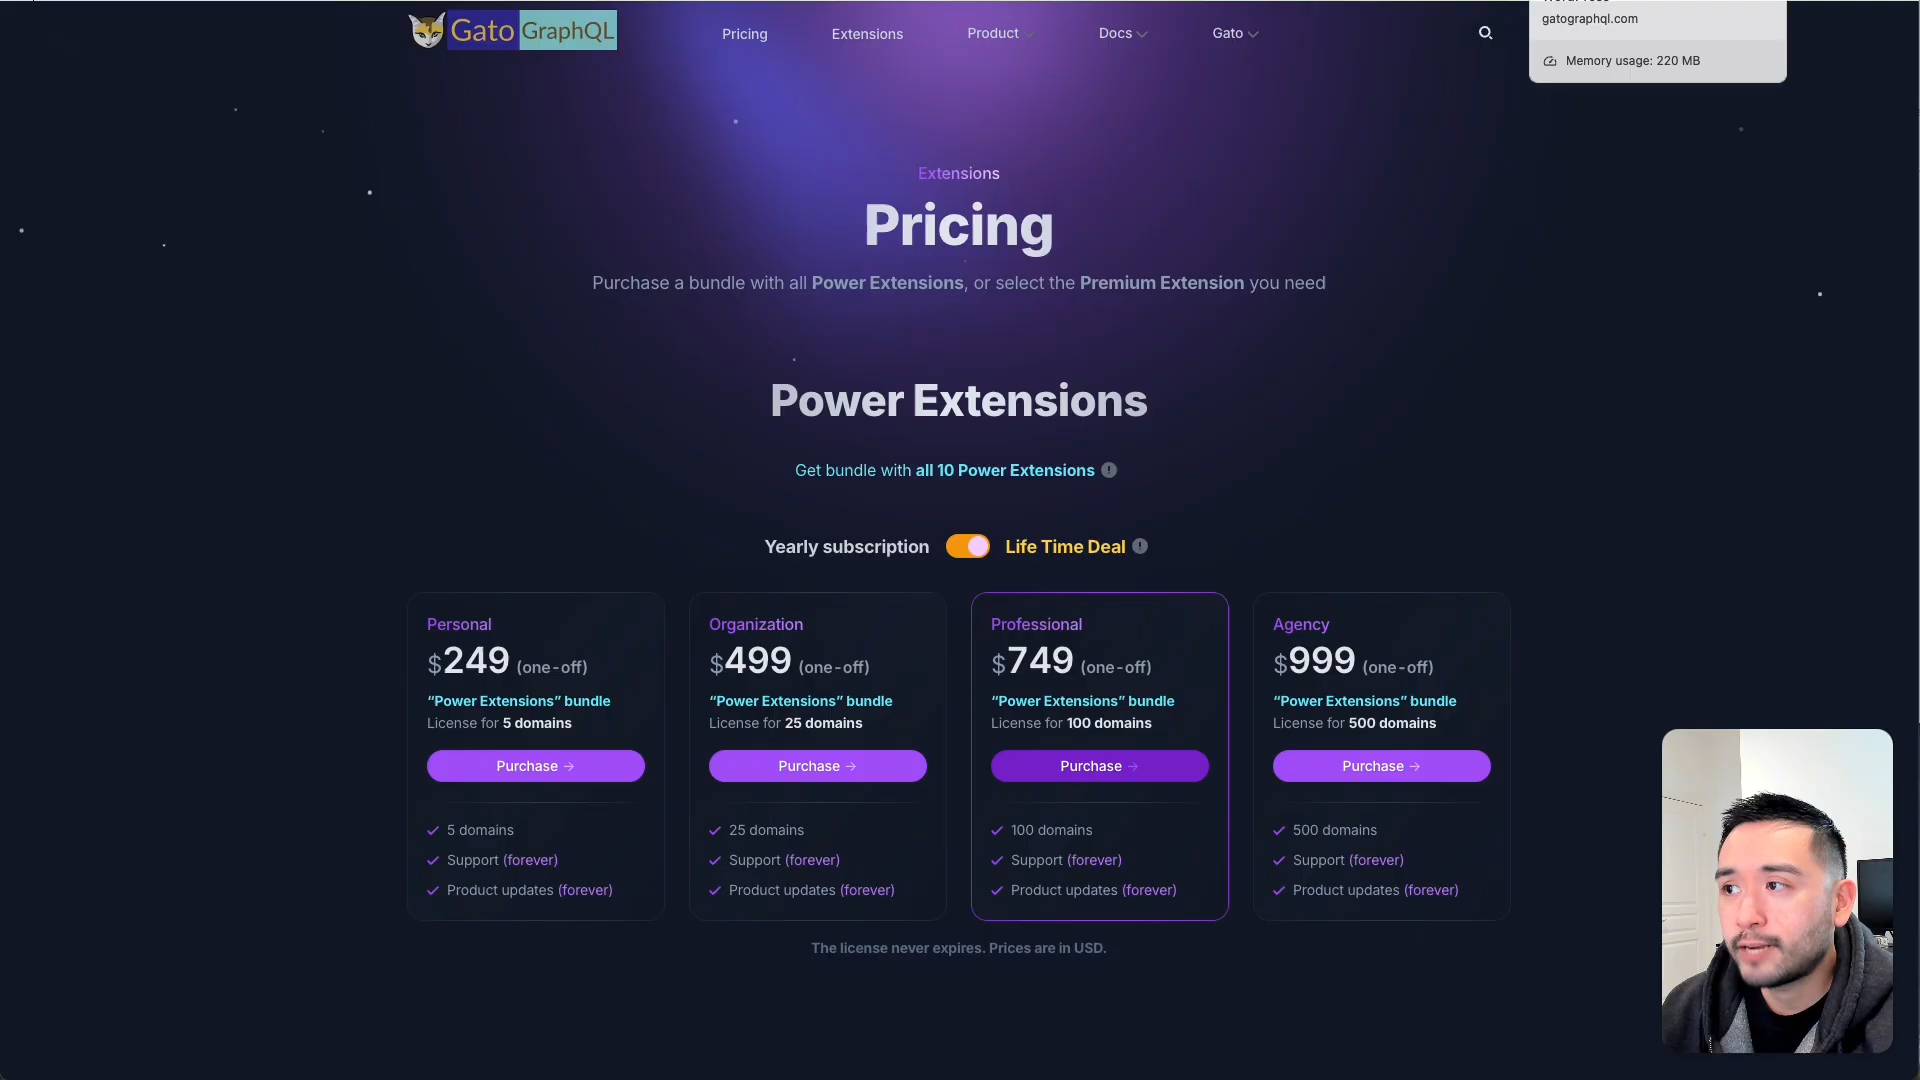 Gato GraphQL
Pricing
Extensions
Product
Docs
Gato
gatographql.com
Memory usage: 220 MB
Extensions
Pricing
Purchase a bundle with all Power Extensions, or select the Premium Extension you need
Power Extensions
Get bundle with all 10 Power Extensions
Yearly subscription
Life Time Deal
Personal
$249 (one-off)
“Power Extensions” bundle
License for 5 domains
Purchase →
5 domains
Support (forever)
Product updates (forever)
Organization
$499 (one-off)
“Power Extensions” bundle
License for 25 domains
Purchase →
25 domains
Support (forever)
Product updates (forever)
Professional
$749 (one-off)
“Power Extensions” bundle
License for 100 domains
Purchase →
100 domains
Support (forever)
Product updates (forever)
Agency
$999 (one-off)
“Power Extensions” bundle
License for 500 domains
Purchase →
500 domains
Support (forever)
Product updates (forever)
The license never expires. Prices are in USD.